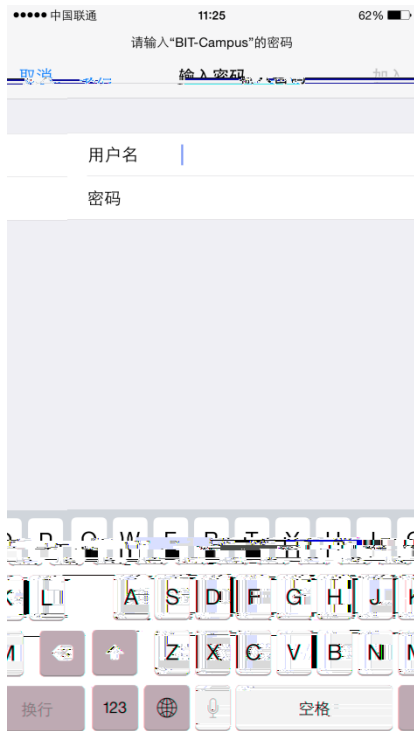 中国联通 11:25 62%
请输入“BIT-Campus”的密码
取消 输入密码 加入
用户名
密码
Q W E R T Y U
K L A S D F G H J K
Z X C V B N
换行 123 空格